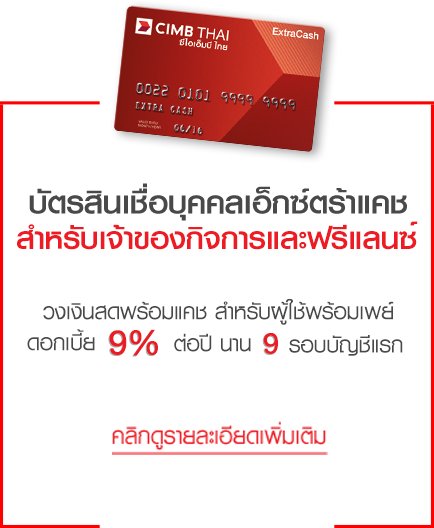 CIMB THAI
ExtraCash
ซีไอเอ็มบี ไทย
0022 0101 9999 9999
EXTRA CASH
06/16
บัตรสินเชื่อบุคคลเอ็กซ์ตร้าแคช
สำหรับเจ้าของกิจการและฟรีแลนซ์
วงเงินสดพร้อมแคช สำหรับผู้ใช้พร้อมเพย์
ดอกเบี้ย 9% ต่อปี นาน 9 รอบบัญชีแรก
คลิกดูรายละเอียดเพิ่มเติม